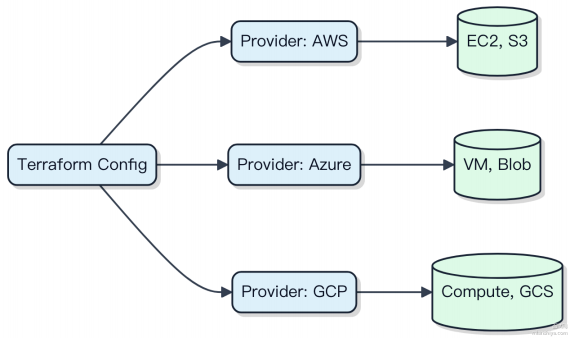 Provider: AWS
EC2, S3
Terraform Config
Provider: Azure
VM, Blob
Provider: GCP
Compute, GCS